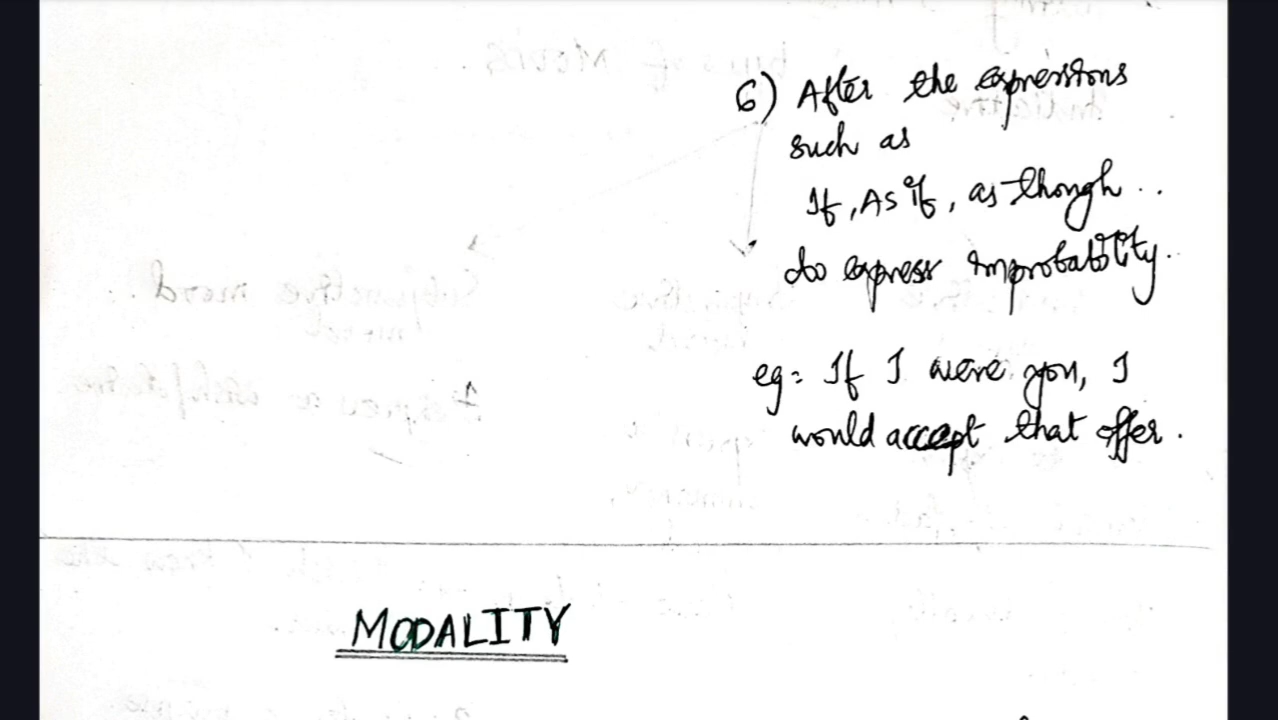 6) After the expressions
such as
If, As if, as though..
to express improbability..
eg= If I were you, I
would accept that offer.
MODALITY